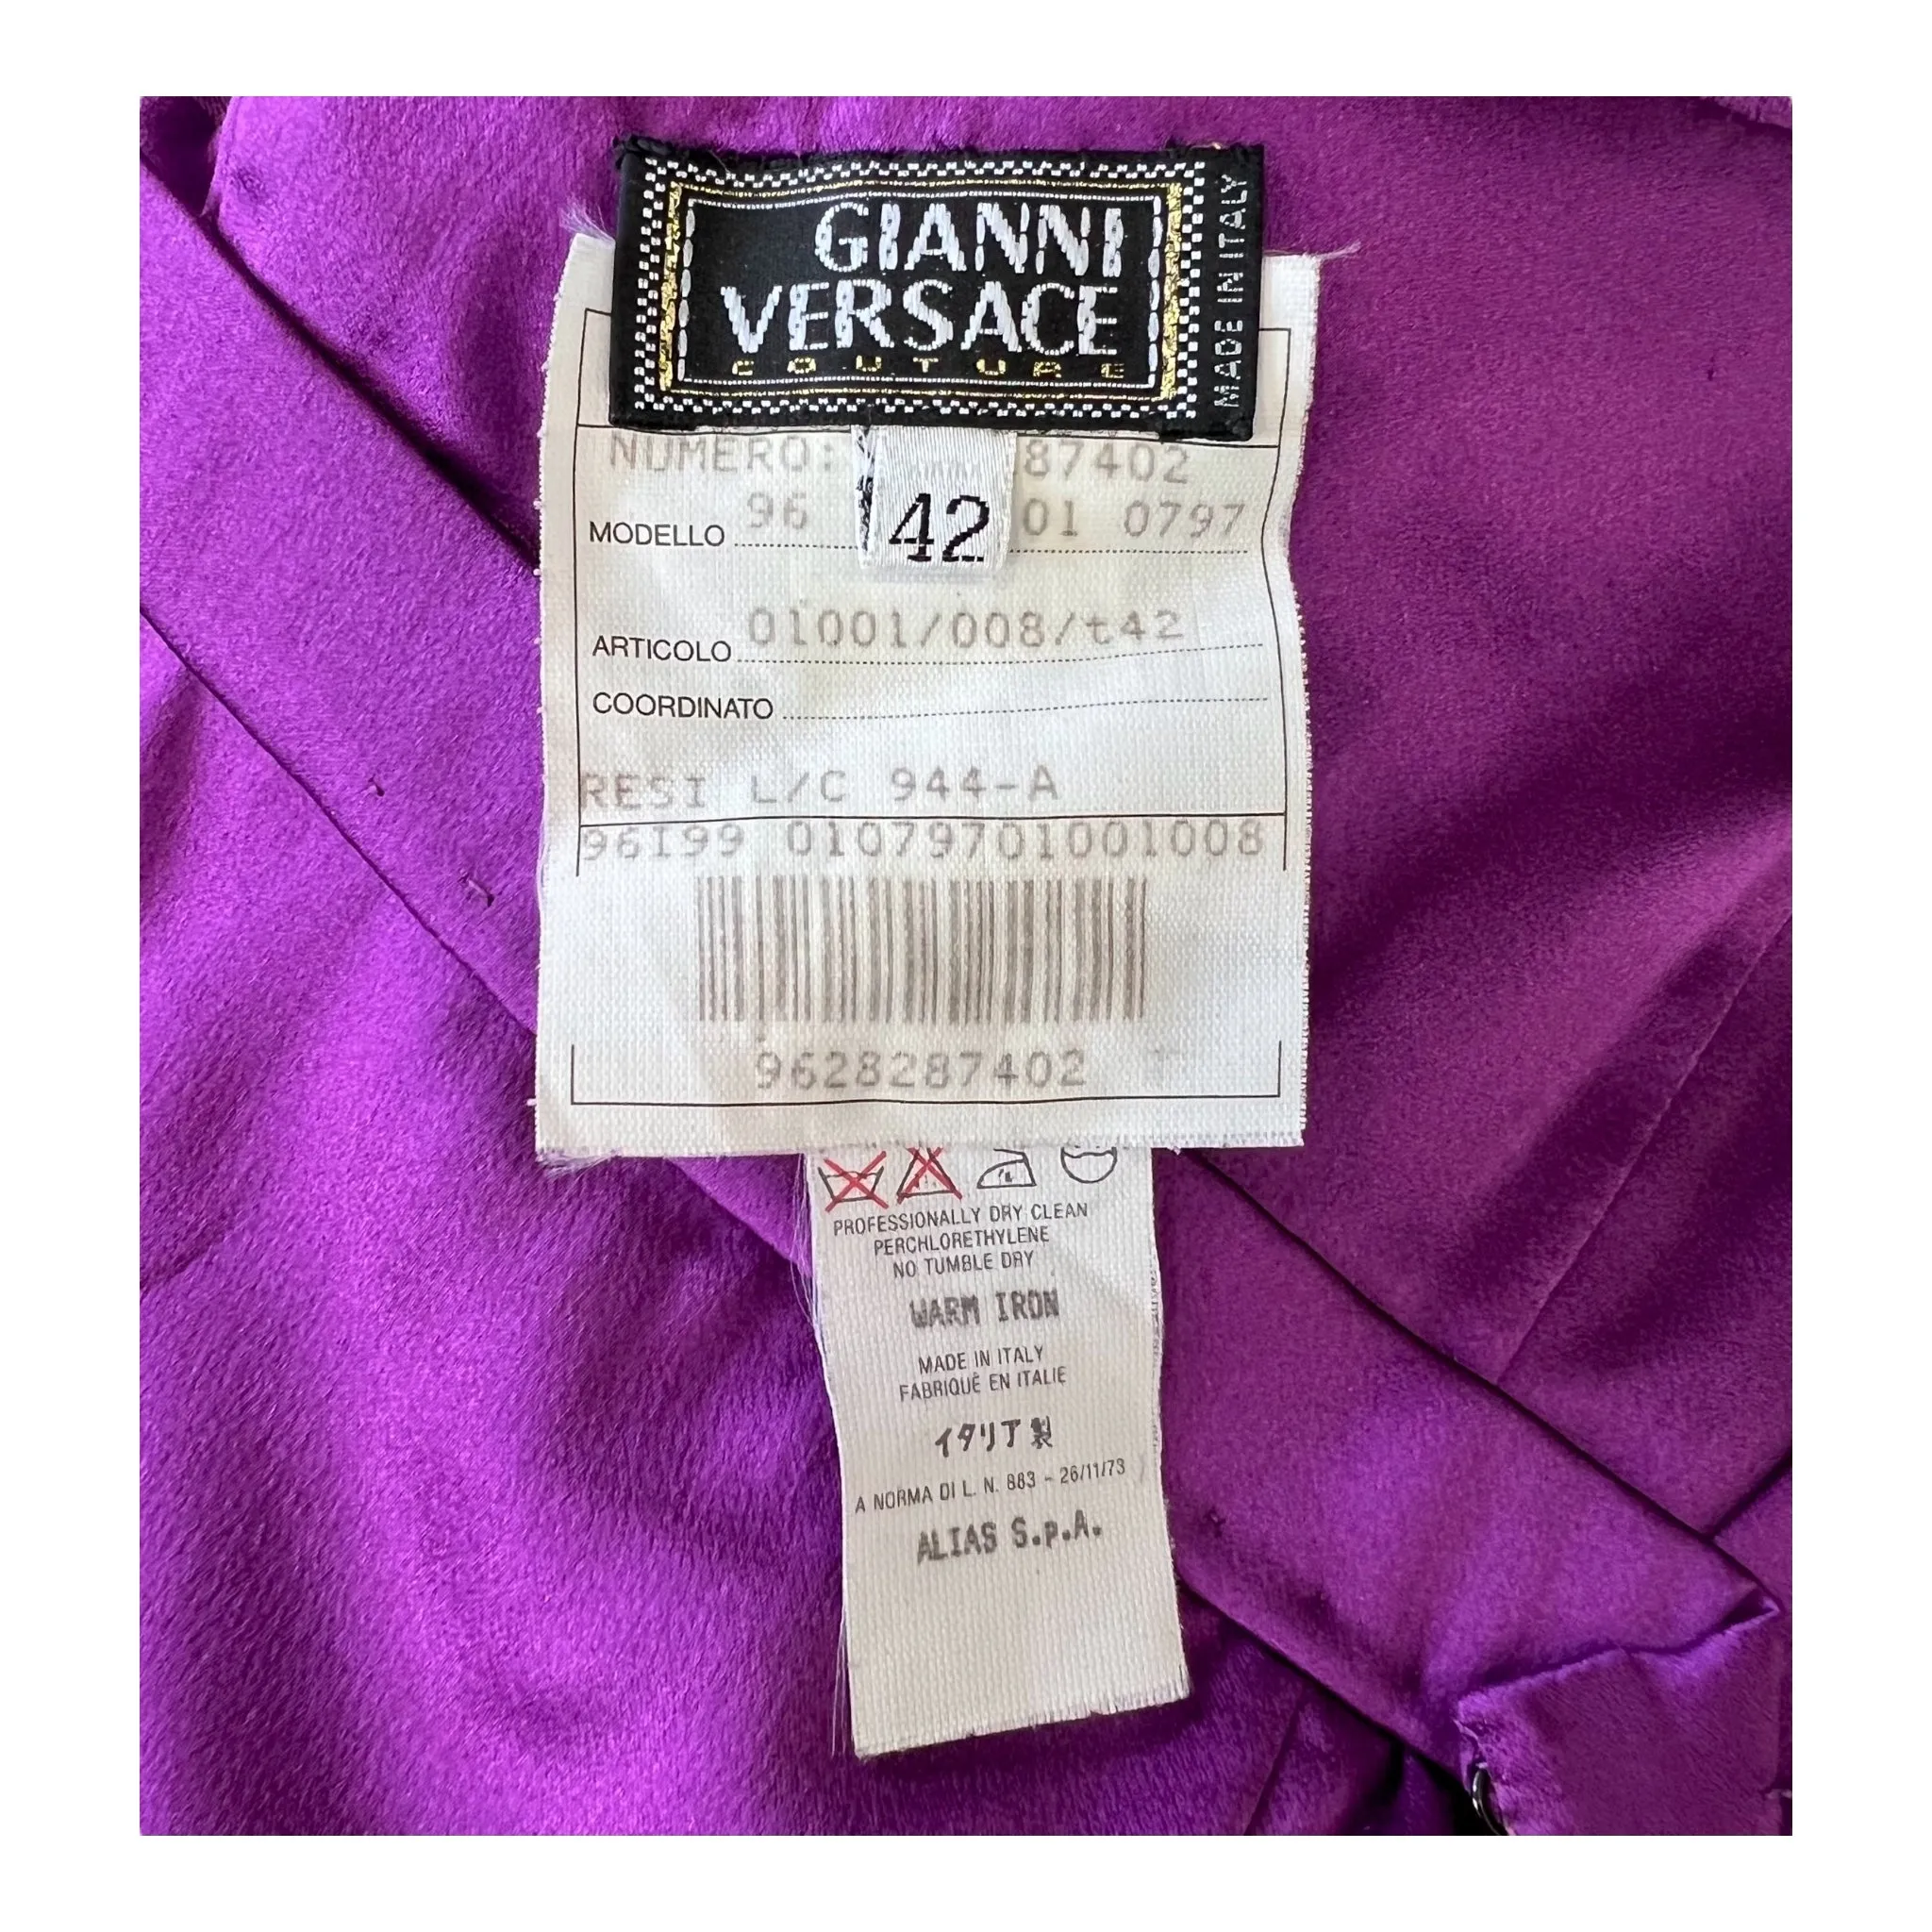 GIANNI
VERSACE
COUTURE
MADE IN ITALY
NUMERO: 87402
42
MODELLO 96 01 0797
ARTICOLO 01001/008/t42
COORDINATO
RESI L/C 944-A
96I99 01079701001008
9628287402
PROFESSIONALLY DRY CLEAN
PERCHLORETHYLENE
NO TUMBLE DRY
WARM IRON
MADE IN ITALY
FABRIQUÉ EN ITALIE
イタリア製
A NORMA DI L. N. 883 - 26/11/73
ALIAS S.p.A.